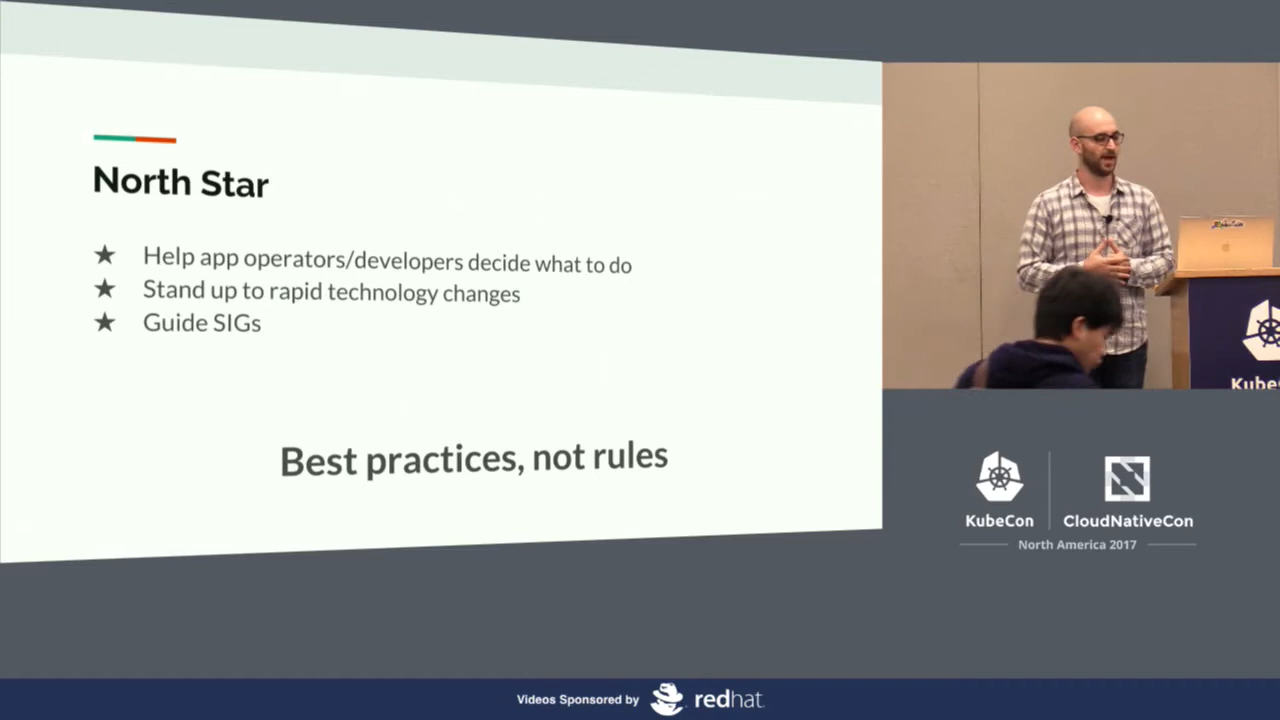 North Star
★ Help app operators/developers decide what to do
★ Stand up to rapid technology changes
★ Guide SIGs
Best practices, not rules
KubeCon
CloudNativeCon
North America 2017
Videos Sponsored by redhat